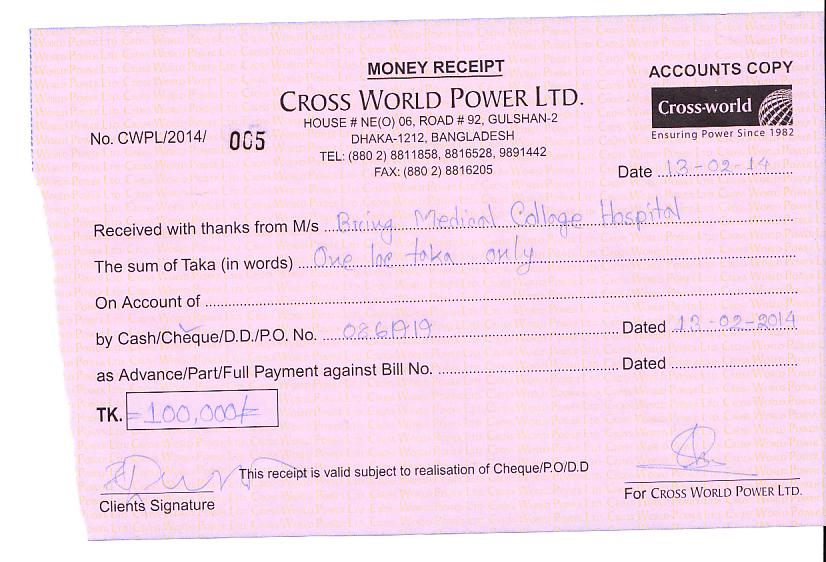 MONEY RECEIPT
ACCOUNTS COPY
CROSS WORLD POWER LTD.
HOUSE # NE(O) 06, ROAD # 92, GULSHAN-2
DHAKA-1212, BANGLADESH
TEL: (880 2) 8811858, 8816528, 9891442
FAX: (880 2) 8816205
Cross-world
Ensuring Power Since 1982
No. CWPL/2014/ 005
Date 13-02-14
Received with thanks from M/s Medical Collage Hospital
The sum of Taka (in words) One lac taka only
On Account of
by Cash/Cheque/D.D./P.O. No. 0861919 Dated 13-02-2014
as Advance/Part/Full Payment against Bill No. Dated
TK. =100,000/=
This receipt is valid subject to realisation of Cheque/P.O/D.D
Clients Signature
For CROSS WORLD POWER LTD.